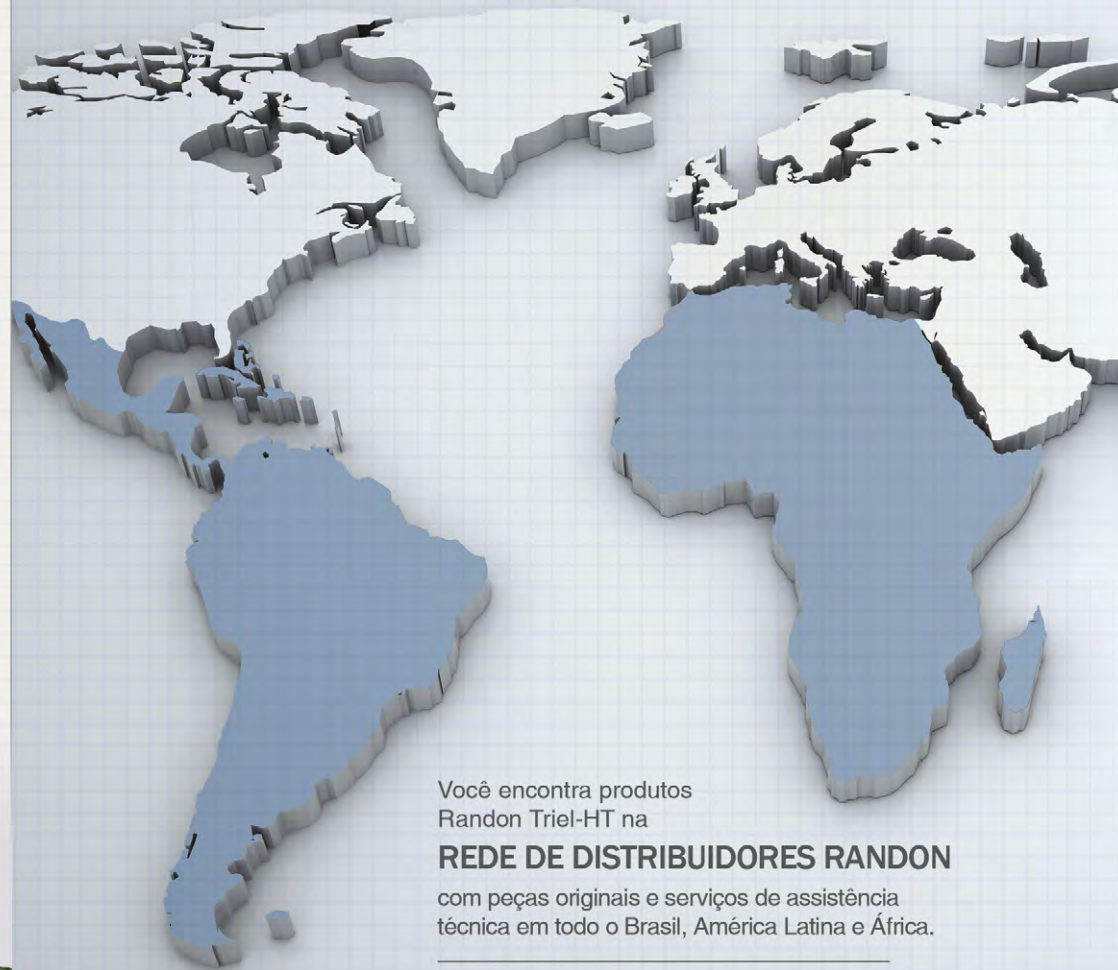 Você encontra produtos
Randon Triel-HT na
REDE DE DISTRIBUIDORES RANDON
com peças originais e serviços de assistência
técnica em todo o Brasil, América Latina e África.